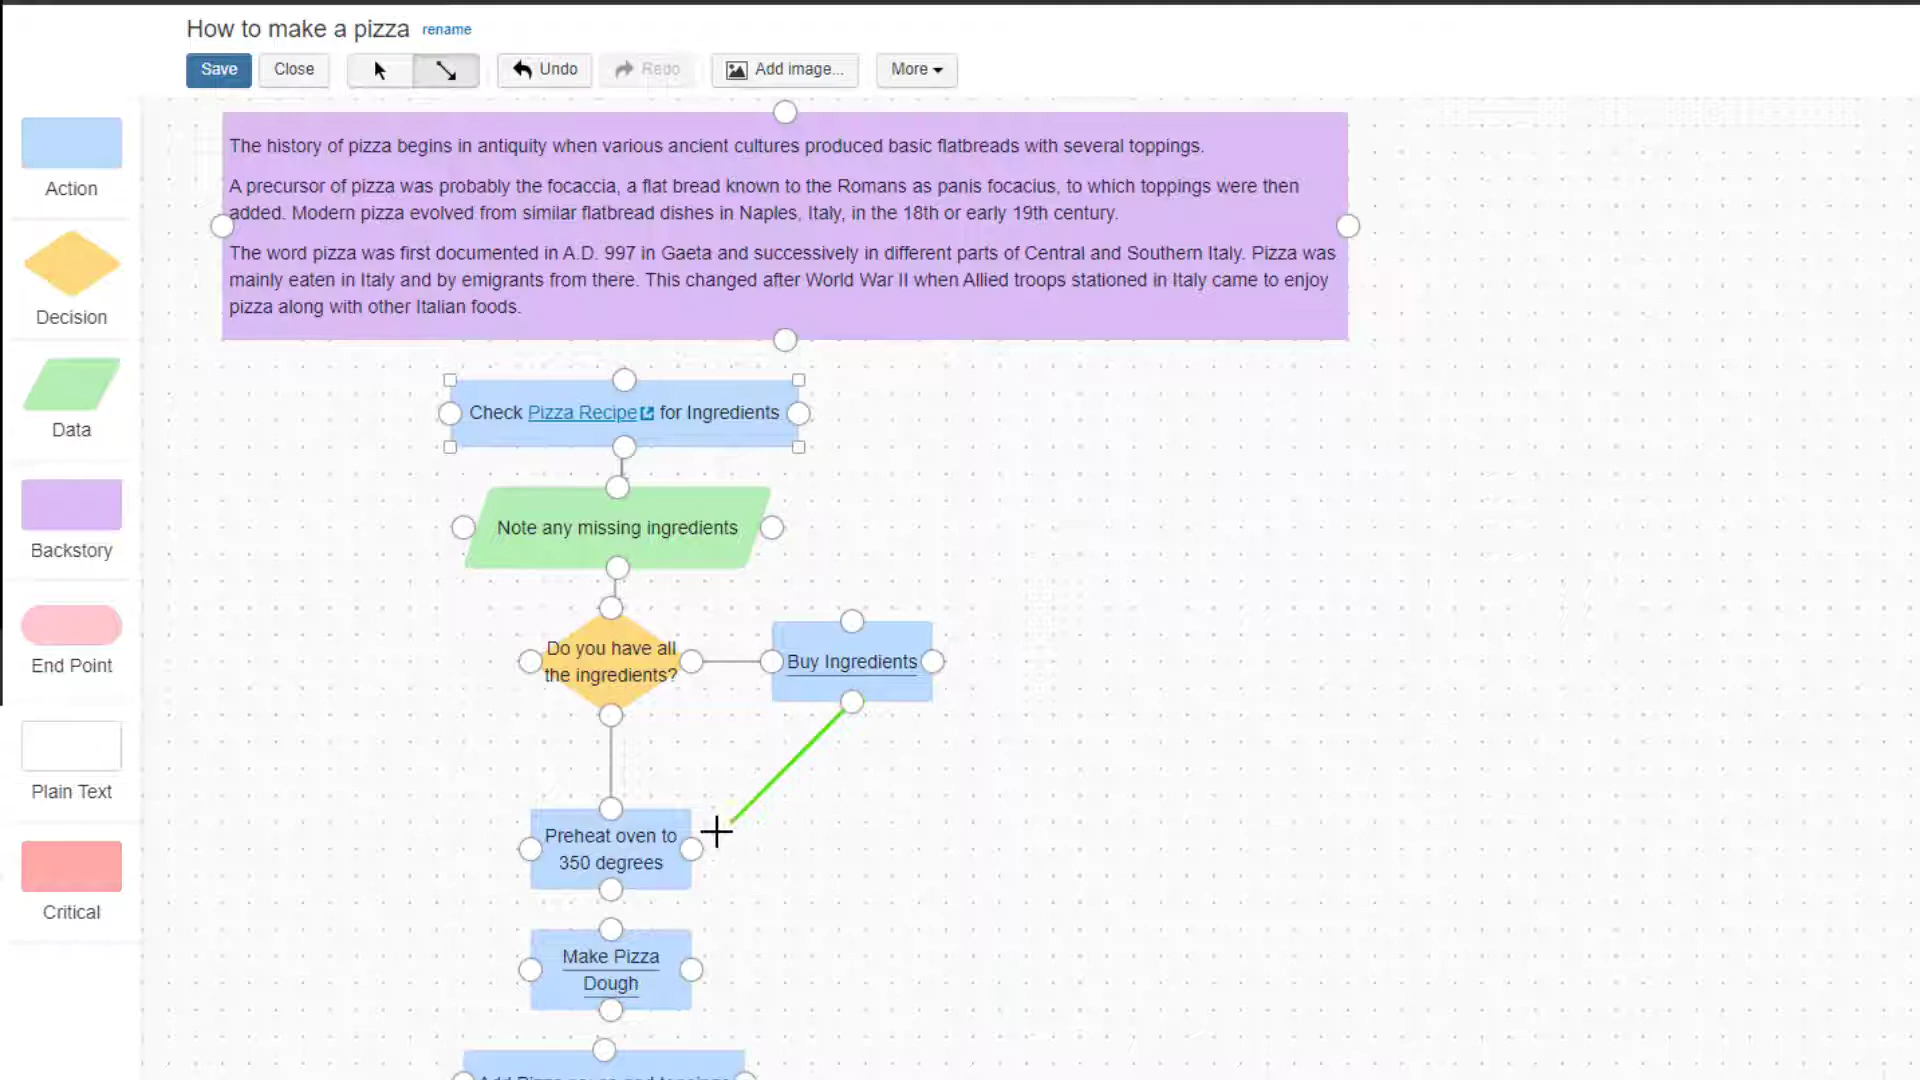 How to make a pizza rename
Save Close Undo Redo Add image... More
Action
Decision
Data
Backstory
End Point
Plain Text
Critical
The history of pizza begins in antiquity when various ancient cultures produced basic flatbreads with several toppings.
A precursor of pizza was probably the focaccia, a flat bread known to the Romans as panis focacius, to which toppings were then
added. Modern pizza evolved from similar flatbread dishes in Naples, Italy, in the 18th or early 19th century.
The word pizza was first documented in A.D. 997 in Gaeta and successively in different parts of Central and Southern Italy. Pizza was
mainly eaten in Italy and by emigrants from there. This changed after World War II when Allied troops stationed in Italy came to enjoy
pizza along with other Italian foods.
Check Pizza Recipe for Ingredients
Note any missing ingredients
Do you have all
the ingredients?
Buy Ingredients
Preheat oven to
350 degrees
Make Pizza
Dough